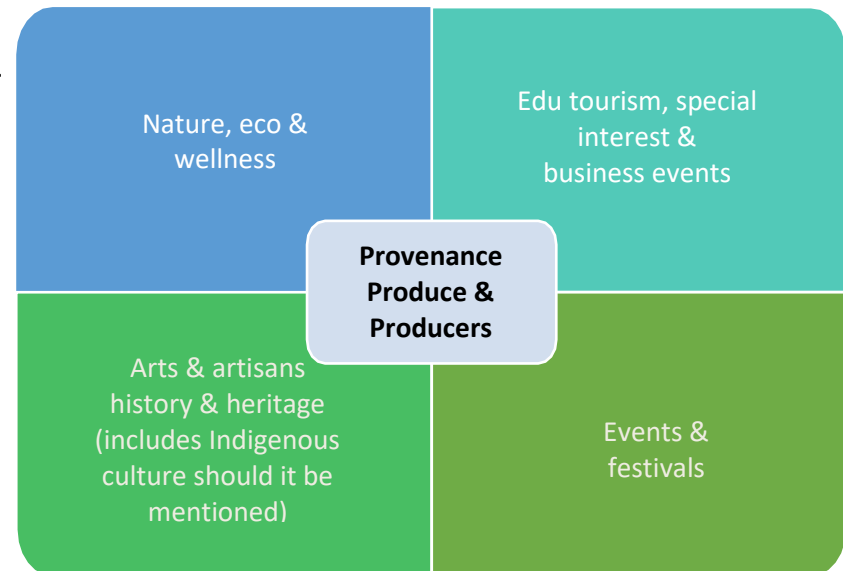 Nature, eco &
wellness
Edu tourism, special
interest &
business events
Provenance
Produce &
Producers
Arts & artisans
history & heritage
(includes Indigenous
culture should it be
mentioned)
Events &
festivals